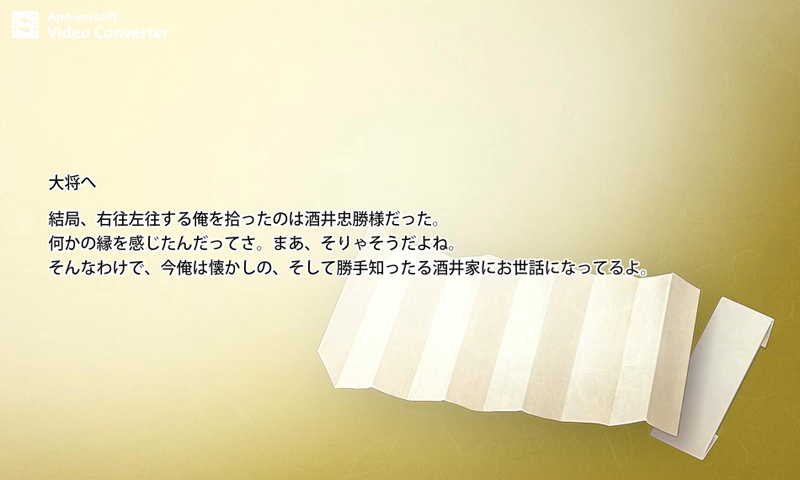 Apowersoft
Video Converter
大将へ
結局、右往左往する俺を拾ったのは酒井忠勝様だった。
何かの縁を感じたんだってさ。まあ、そりゃそうだよね。
そんなわけで、今俺は懐かしの、そして勝手知ったる酒井家にお世話になってるよ。